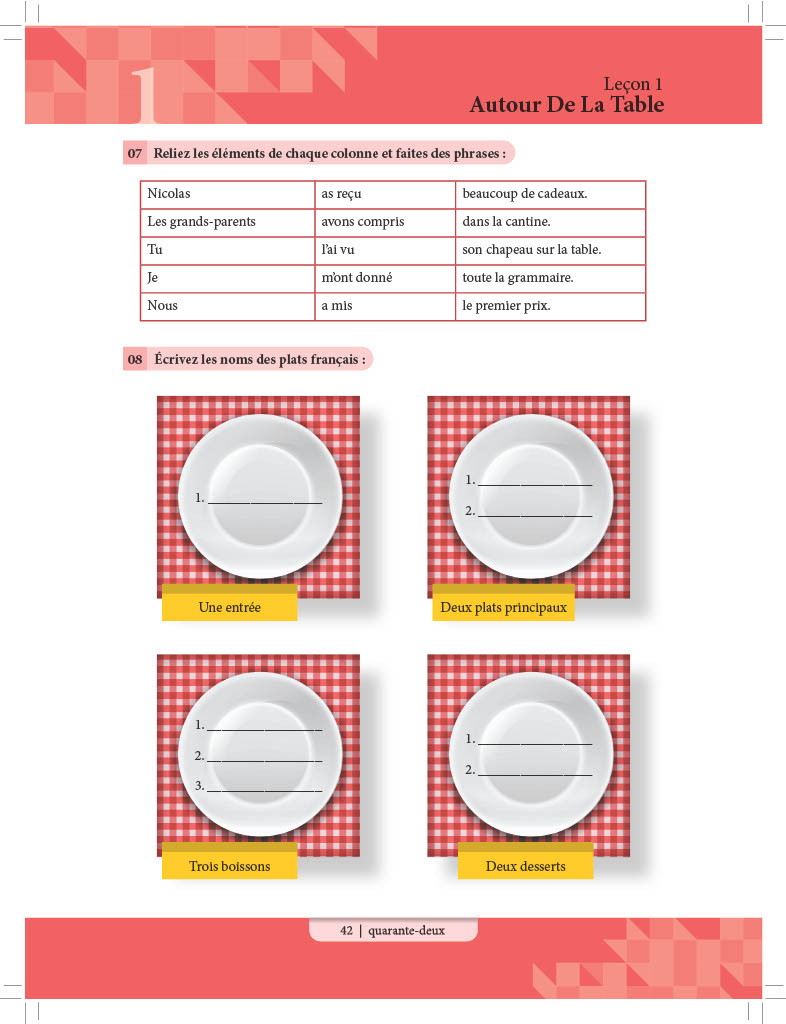 1
Leçon 1
Autour De La Table
07 Reliez les éléments de chaque colonne et faites des phrases :
Nicolas as reçu beaucoup de cadeaux.
Les grands-parents avons compris dans la cantine.
Tu l’ai vu son chapeau sur la table.
Je m’ont donné toute la grammaire.
Nous a mis le premier prix.
08 Écrivez les noms des plats français :
1. ________________
1. ________________
2. ________________
Une entrée
Deux plats principaux
1. ________________
2. ________________
3. ________________
1. ________________
2. ________________
Trois boissons
Deux desserts
42 | quarante-deux